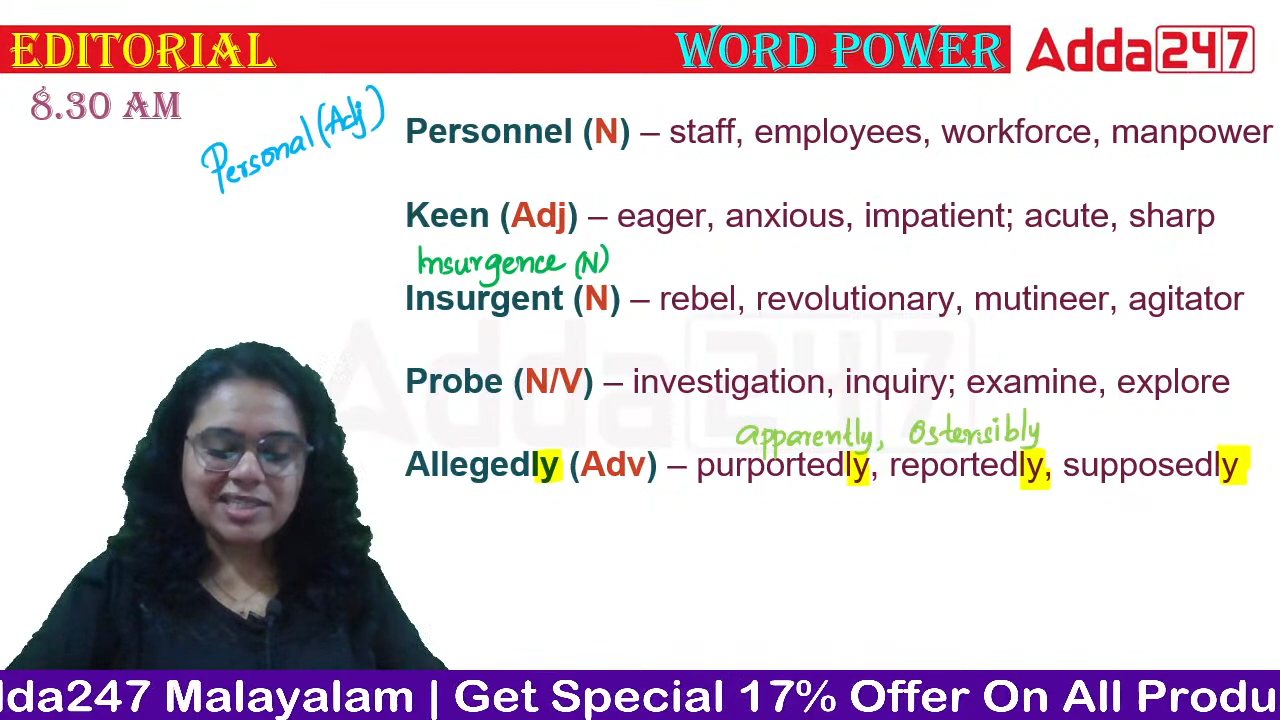 EDITORIAL
WORD POWER
Adda247
8.30 AM
Personal (Adj)
Personnel (N) – staff, employees, workforce, manpower
Keen (Adj) – eager, anxious, impatient; acute, sharp
Insurgence (N)
Insurgent (N) – rebel, revolutionary, mutineer, agitator
Adda247
Probe (N/V) – investigation, inquiry; examine, explore
apparently, Ostensibly
Allegedly (Adv) – purportedly, reportedly, supposedly
dda247 Malayalam | Get Special 17% Offer On All Produ